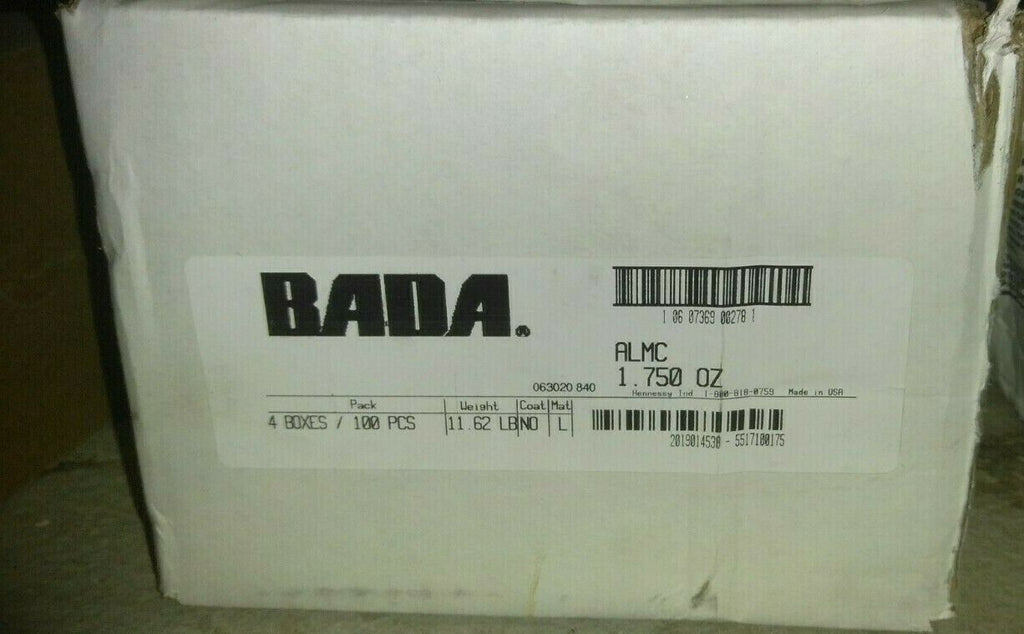 BADA®
1 06 07369 00278 1
ALMC
1.750 OZ
063020 840
Hennessy Ind 1-800-818-0759 Made in USA
Pack Weight Coat Mat
4 BOXES / 100 PCS 11.62 LB NO L
2019014530 - 5517100175